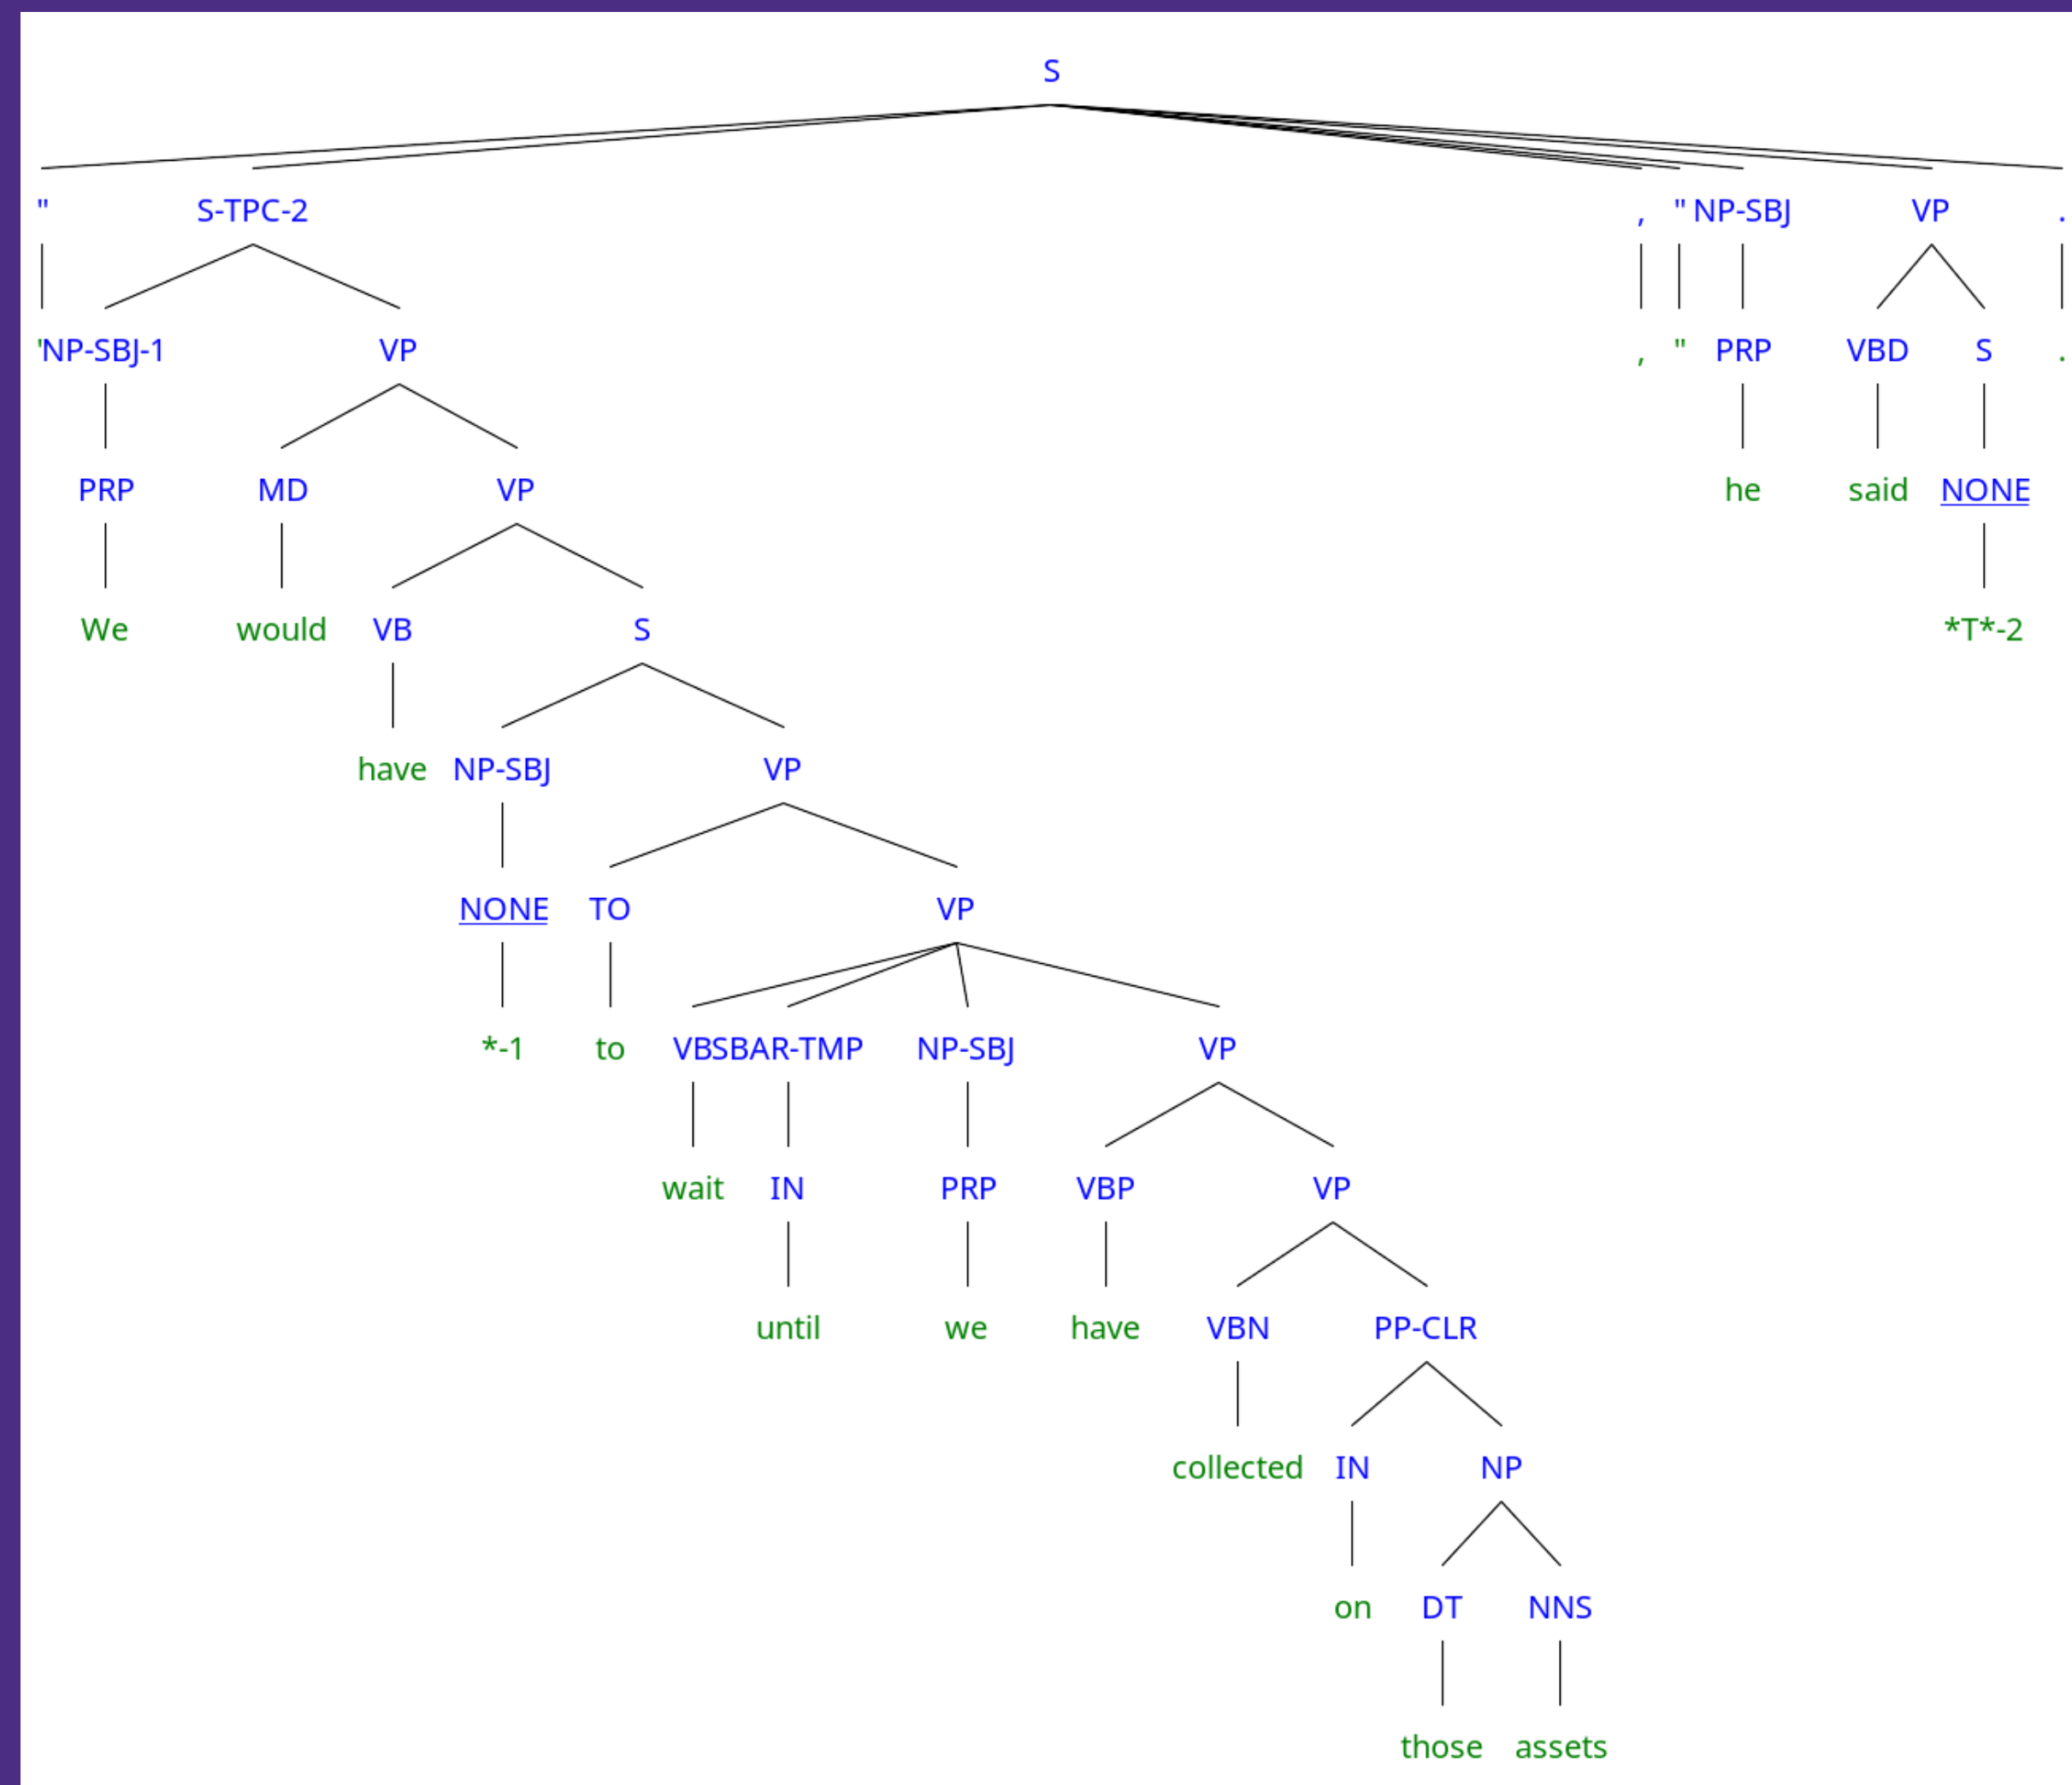 S
" S-TPC-2 , " NP-SBJ VP .
' NP-SBJ-1 VP , " PRP VBD S .
PRP MD VP he said NONE
We would VB S *T*-2
have NP-SBJ VP
NONE TO VP
*-1 to VB SBAR-TMP NP-SBJ VP
wait IN PRP VBP VP
until we have VBN PP-CLR
collected IN NP
on DT NNS
those assets